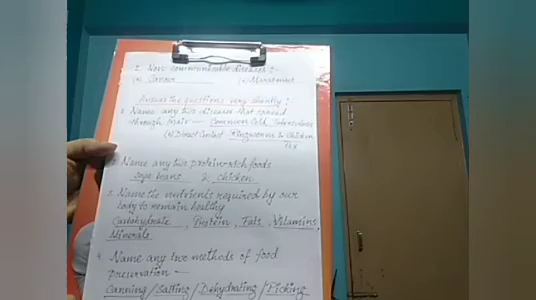 2. Non communicable diseases :-
(a) Cancer
Answer the questions very shortly :
1. Name any two diseases that spread
through air — Common Cold, Tuberculosis
(b) Direct Contact Ringworm & Chicken
Pox
2. Name any two protein-rich foods
soya beans & chicken
3. Name the nutrients required by our
body to remain healthy
Carbohydrate, Protein, Fats, Vitamins,
Minerals
4. Name any two methods of food
preservation —
Canning/Salting/Dehydrating/Picking